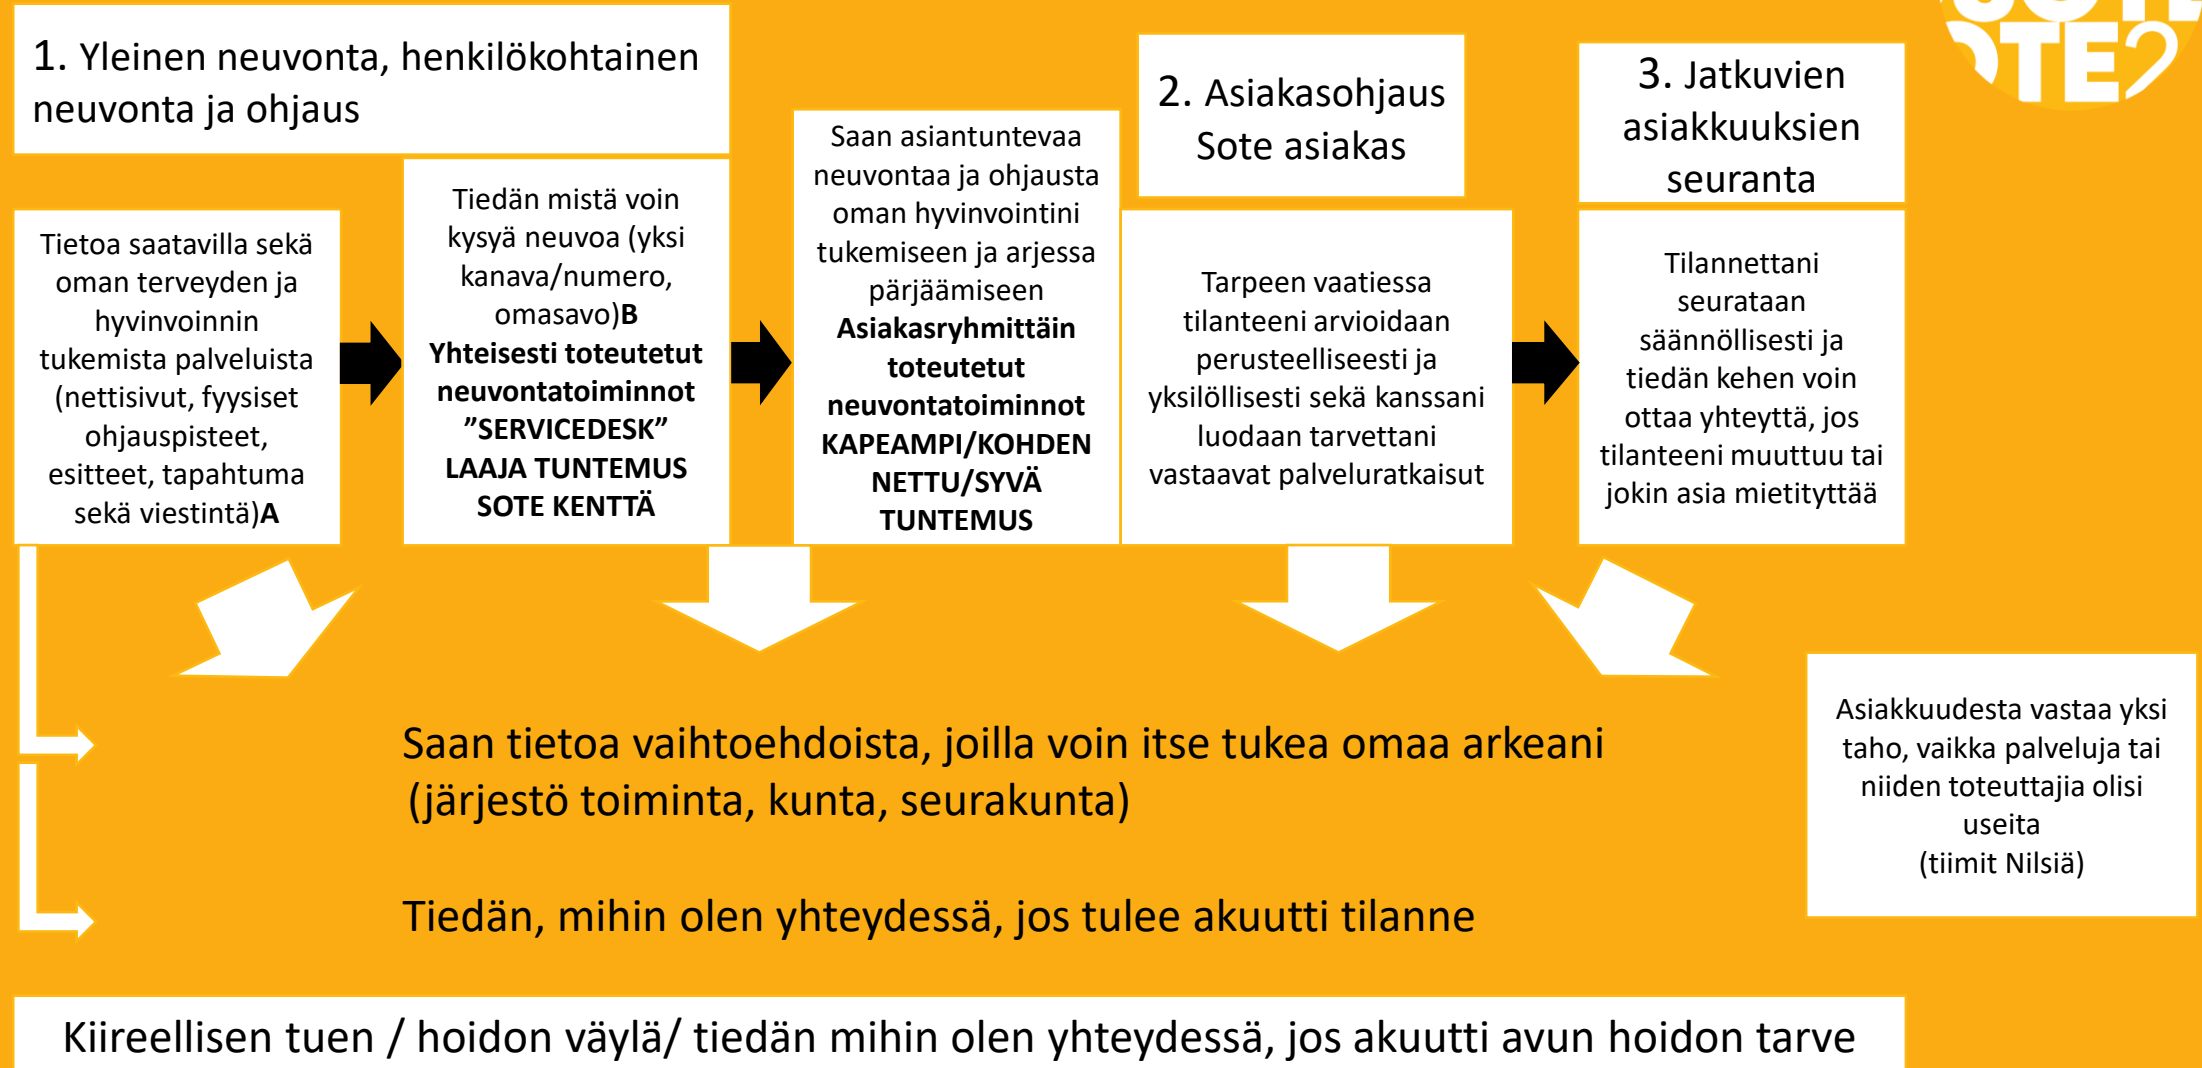 1. Yleinen neuvonta, henkilökohtainen
neuvonta ja ohjaus
Tietoa saatavilla sekä
oman terveyden ja
hyvinvoinnin
tukemista palveluista
(nettisivut, fyysiset
ohjauspisteet,
esitteet, tapahtuma
sekä viestintä)A
Tiedän mistä voin
kysyä neuvoa (yksi
kanava/numero,
omasavo)B
Yhteisesti toteutetut
neuvontatoiminnot
”SERVICEDESK”
LAAJA TUNTEMUS
SOTE KENTTÄ
Saan asiantuntevaa
neuvontaa ja ohjausta
oman hyvinvointini
tukemiseen ja arjessa
pärjäämiseen
Asiakasryhmittäin
toteutetut
neuvontatoiminnot
KAPEAMPI/KOHDEN
NETTU/SYVÄ
TUNTEMUS
2. Asiakasohjaus
Sote asiakas
Tarpeen vaatiessa
tilanteeni arvioidaan
perusteellisesti ja
yksilöllisesti sekä kanssani
luodaan tarvettani
vastaavat palveluratkaisut
3. Jatkuvien
asiakkuuksien
seuranta
Tilannettani
seurataan
säännöllisesti ja
tiedän kehen voin
ottaa yhteyttä, jos
tilanteeni muuttuu tai
jokin asia mietityttää
Saan tietoa vaihtoehdoista, joilla voin itse tukea omaa arkeani
(järjestö toiminta, kunta, seurakunta)
Tiedän, mihin olen yhteydessä, jos tulee akuutti tilanne
Asiakkuudesta vastaa yksi
taho, vaikka palveluja tai
niiden toteuttajia olisi
useita
(tiimit Nilsiä)
Kiireellisen tuen / hoidon väylä/ tiedän mihin olen yhteydessä, jos akuutti avun hoidon tarve